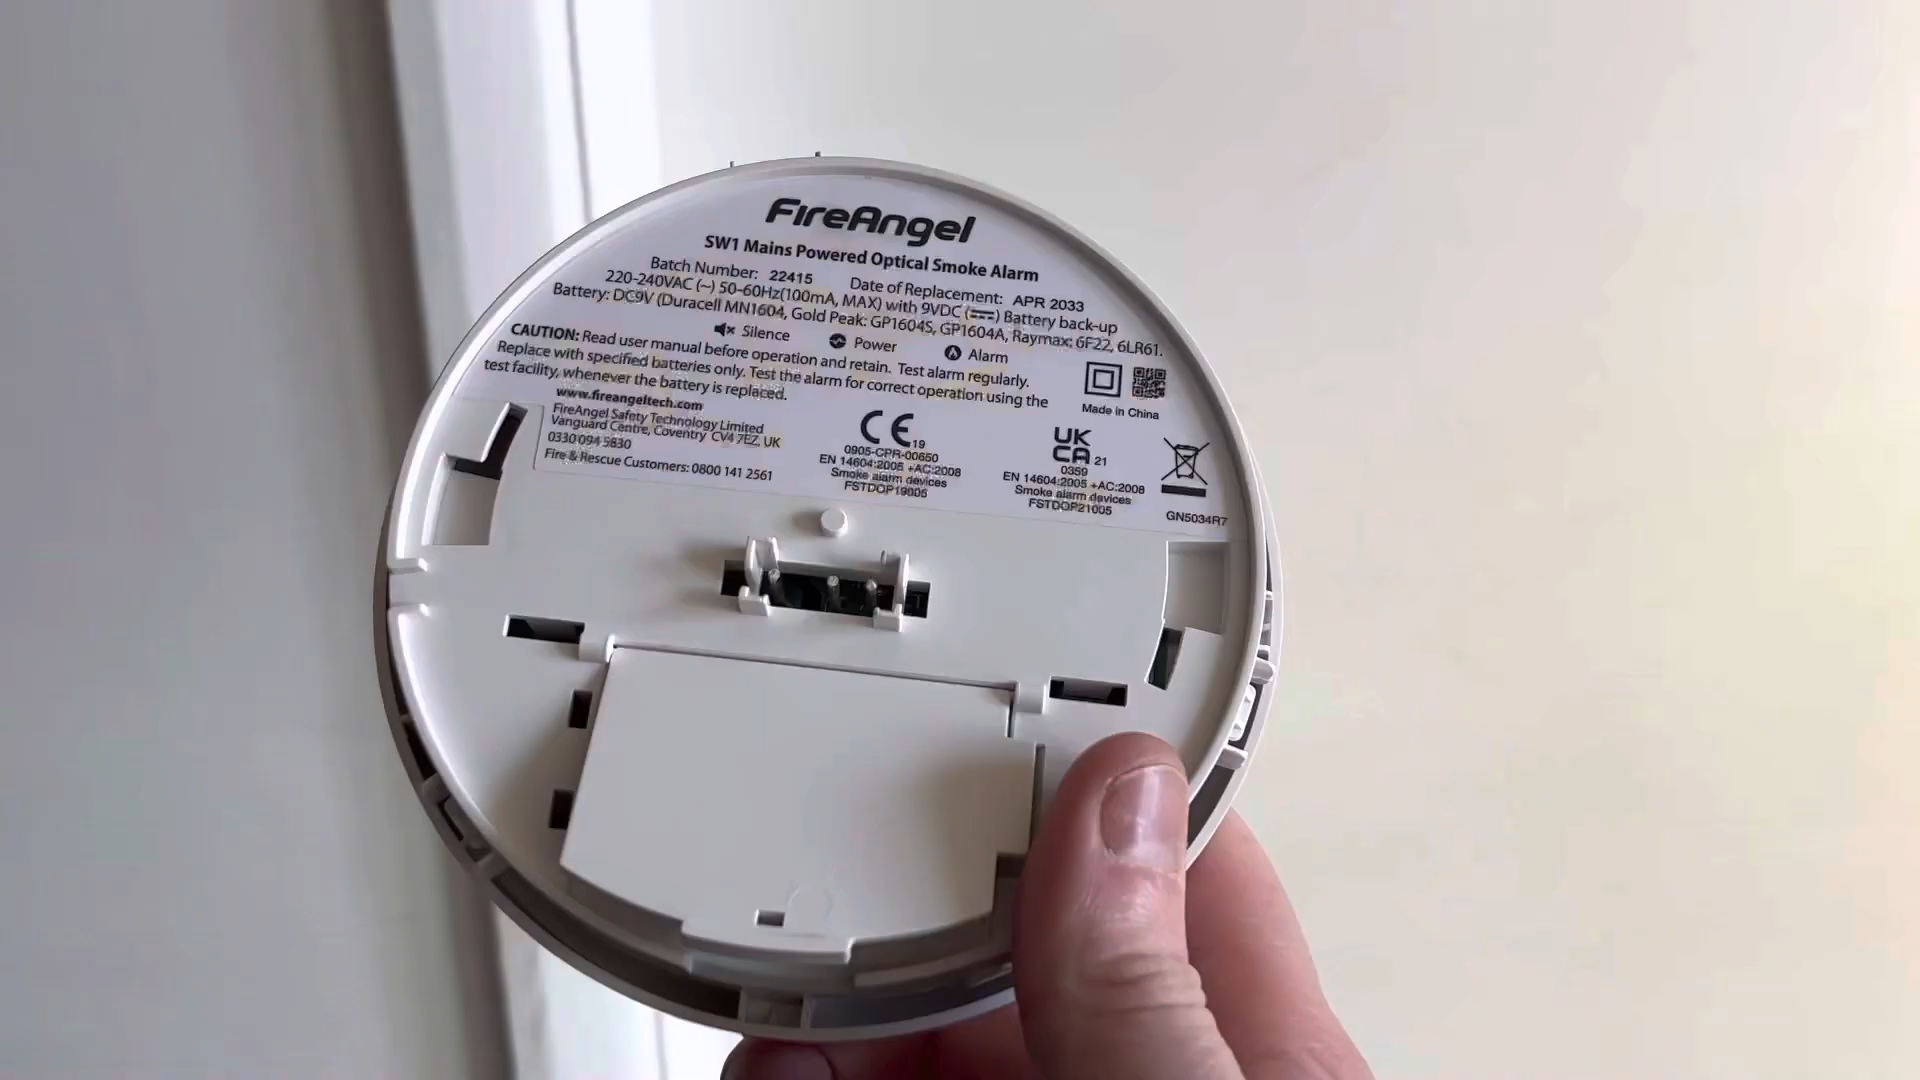 FireAngel
SW1 Mains Powered Optical Smoke Alarm
Batch Number: 22415 Date of Replacement: APR 2033
220-240VAC (~) 50-60Hz(100mA, MAX) with 9VDC (⎓) Battery back-up
Battery: DC9V (Duracell MN1604, Gold Peak: GP1604S, GP1604A, Raymax: 6F22, 6LR61.
Silence Power Alarm
CAUTION: Read user manual before operation and retain. Test alarm regularly.
Replace with specified batteries only. Test the alarm for correct operation using the
test facility, whenever the battery is replaced.
Made in China
www.fireangeltech.com
FireAngel Safety Technology Limited
Vanguard Centre, Coventry CV4 7EZ, UK
0330 094 5830
Fire & Rescue Customers: 0800 141 2561
CE 19
0905-CPR-00650
EN 14604:2005 +AC:2008
Smoke alarm devices
FSTDOP19005
UK
CA 21
0359
EN 14604:2005 +AC:2008
Smoke alarm devices
FSTDOP21005
GN5034R7